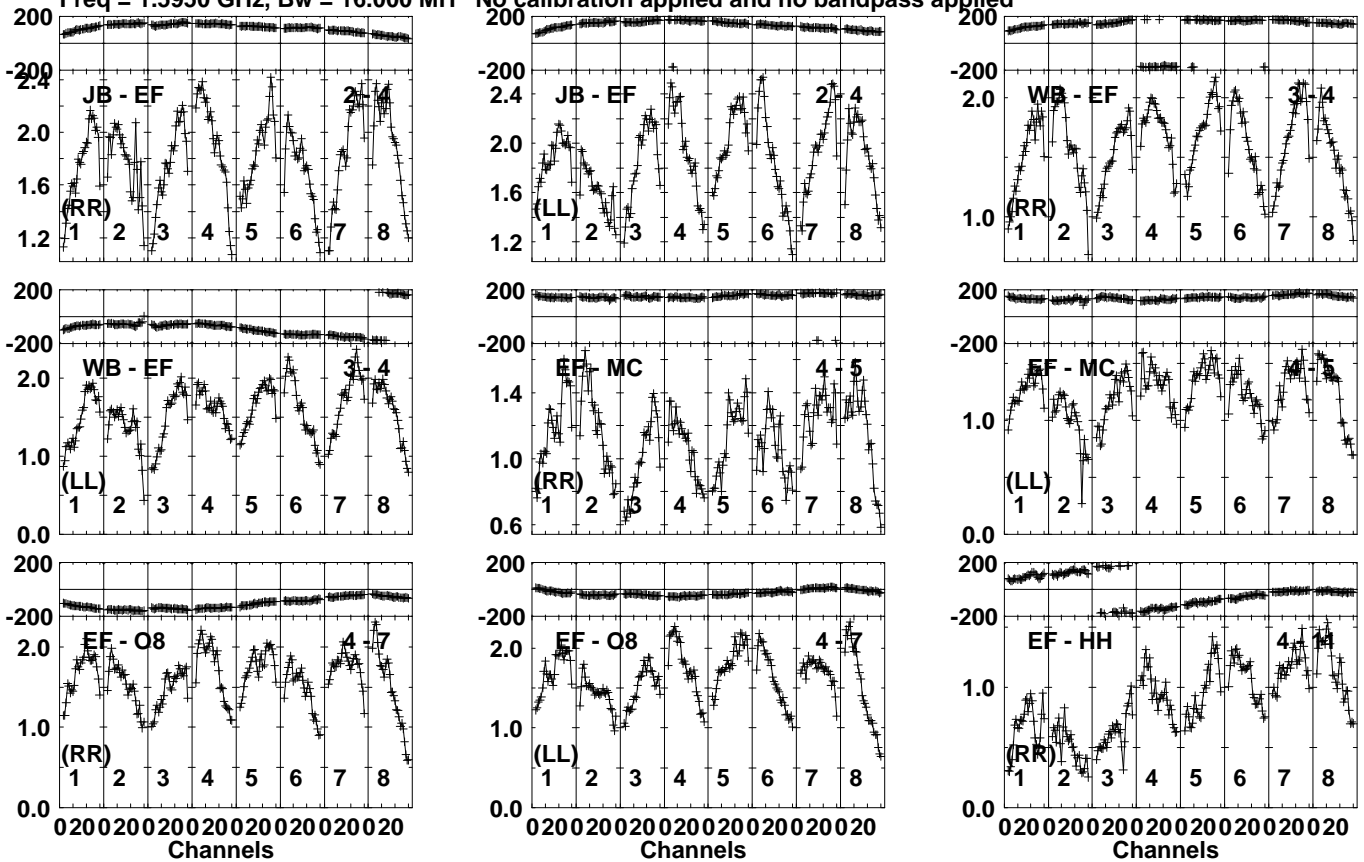 Freq = 1.5950 GHz, Bw = 16.000 MH No calibration applied and no bandpass applied
200 200 200
-200 -200 -200
2.4 JB - EF 2 - 4 2.4 JB - EF 2 - 4 2.0 WB - EF 3 - 4
2.0 2.0
1.6 1.6
(RR) (LL) (RR) 1.0
1 2 3 4 5 6 7 8 1 2 3 4 5 6 7 8 1 2 3 4 5 6 7 8
1.2 1.2
200 200 200
-200 -200 -200
2.0 WB - EF 3 - 4 1.4 EF - MC 4 - 5 EF - MC 4 - 5
1.0 1.0 1.0
(LL) (RR) (LL)
1 2 3 4 5 6 7 8 1 2 3 4 5 6 7 8 1 2 3 4 5 6 7 8
0.0 0.6 0.0
200 200 200
-200 -200 -200
2.0 EF - O8 4 - 7 2.0 EF - O8 4 - 7 EF - HH 4 - 11
1.0 1.0 1.0
(RR) (LL) (RR)
1 2 3 4 5 6 7 8 1 2 3 4 5 6 7 8 1 2 3 4 5 6 7 8
0.0 0.0 0.0
0 20 0 20 0 20 0 20 0 20 0 20 0 20 0 20 0 20 0 20 0 20 0 20 0 20 0 20 0 20 0 20 0 20 0 20 0 20 0 20 0 20 0 20 0 20 0 20
Channels Channels Channels